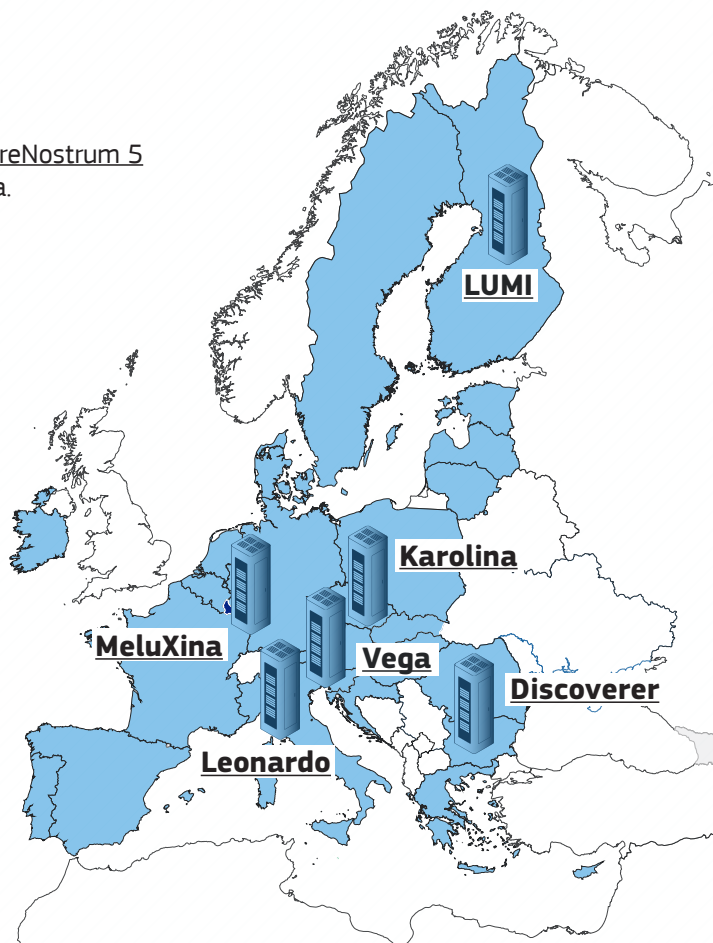 reNostrum 5
a.
LUMI
Karolina
MeluXina
Vega
Discoverer
Leonardo